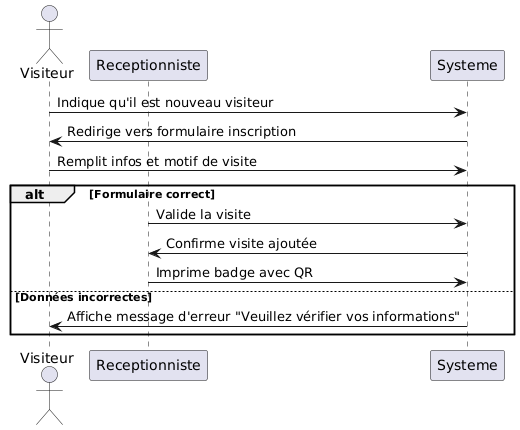 Visiteur
Receptionniste
Systeme
Indique qu'il est nouveau visiteur
Redirige vers formulaire inscription
Remplit infos et motif de visite
alt [Formulaire correct]
Valide la visite
Confirme visite ajoutée
Imprime badge avec QR
[Données incorrectes]
Affiche message d'erreur "Veuillez vérifier vos informations"
Visiteur
Receptionniste
Systeme